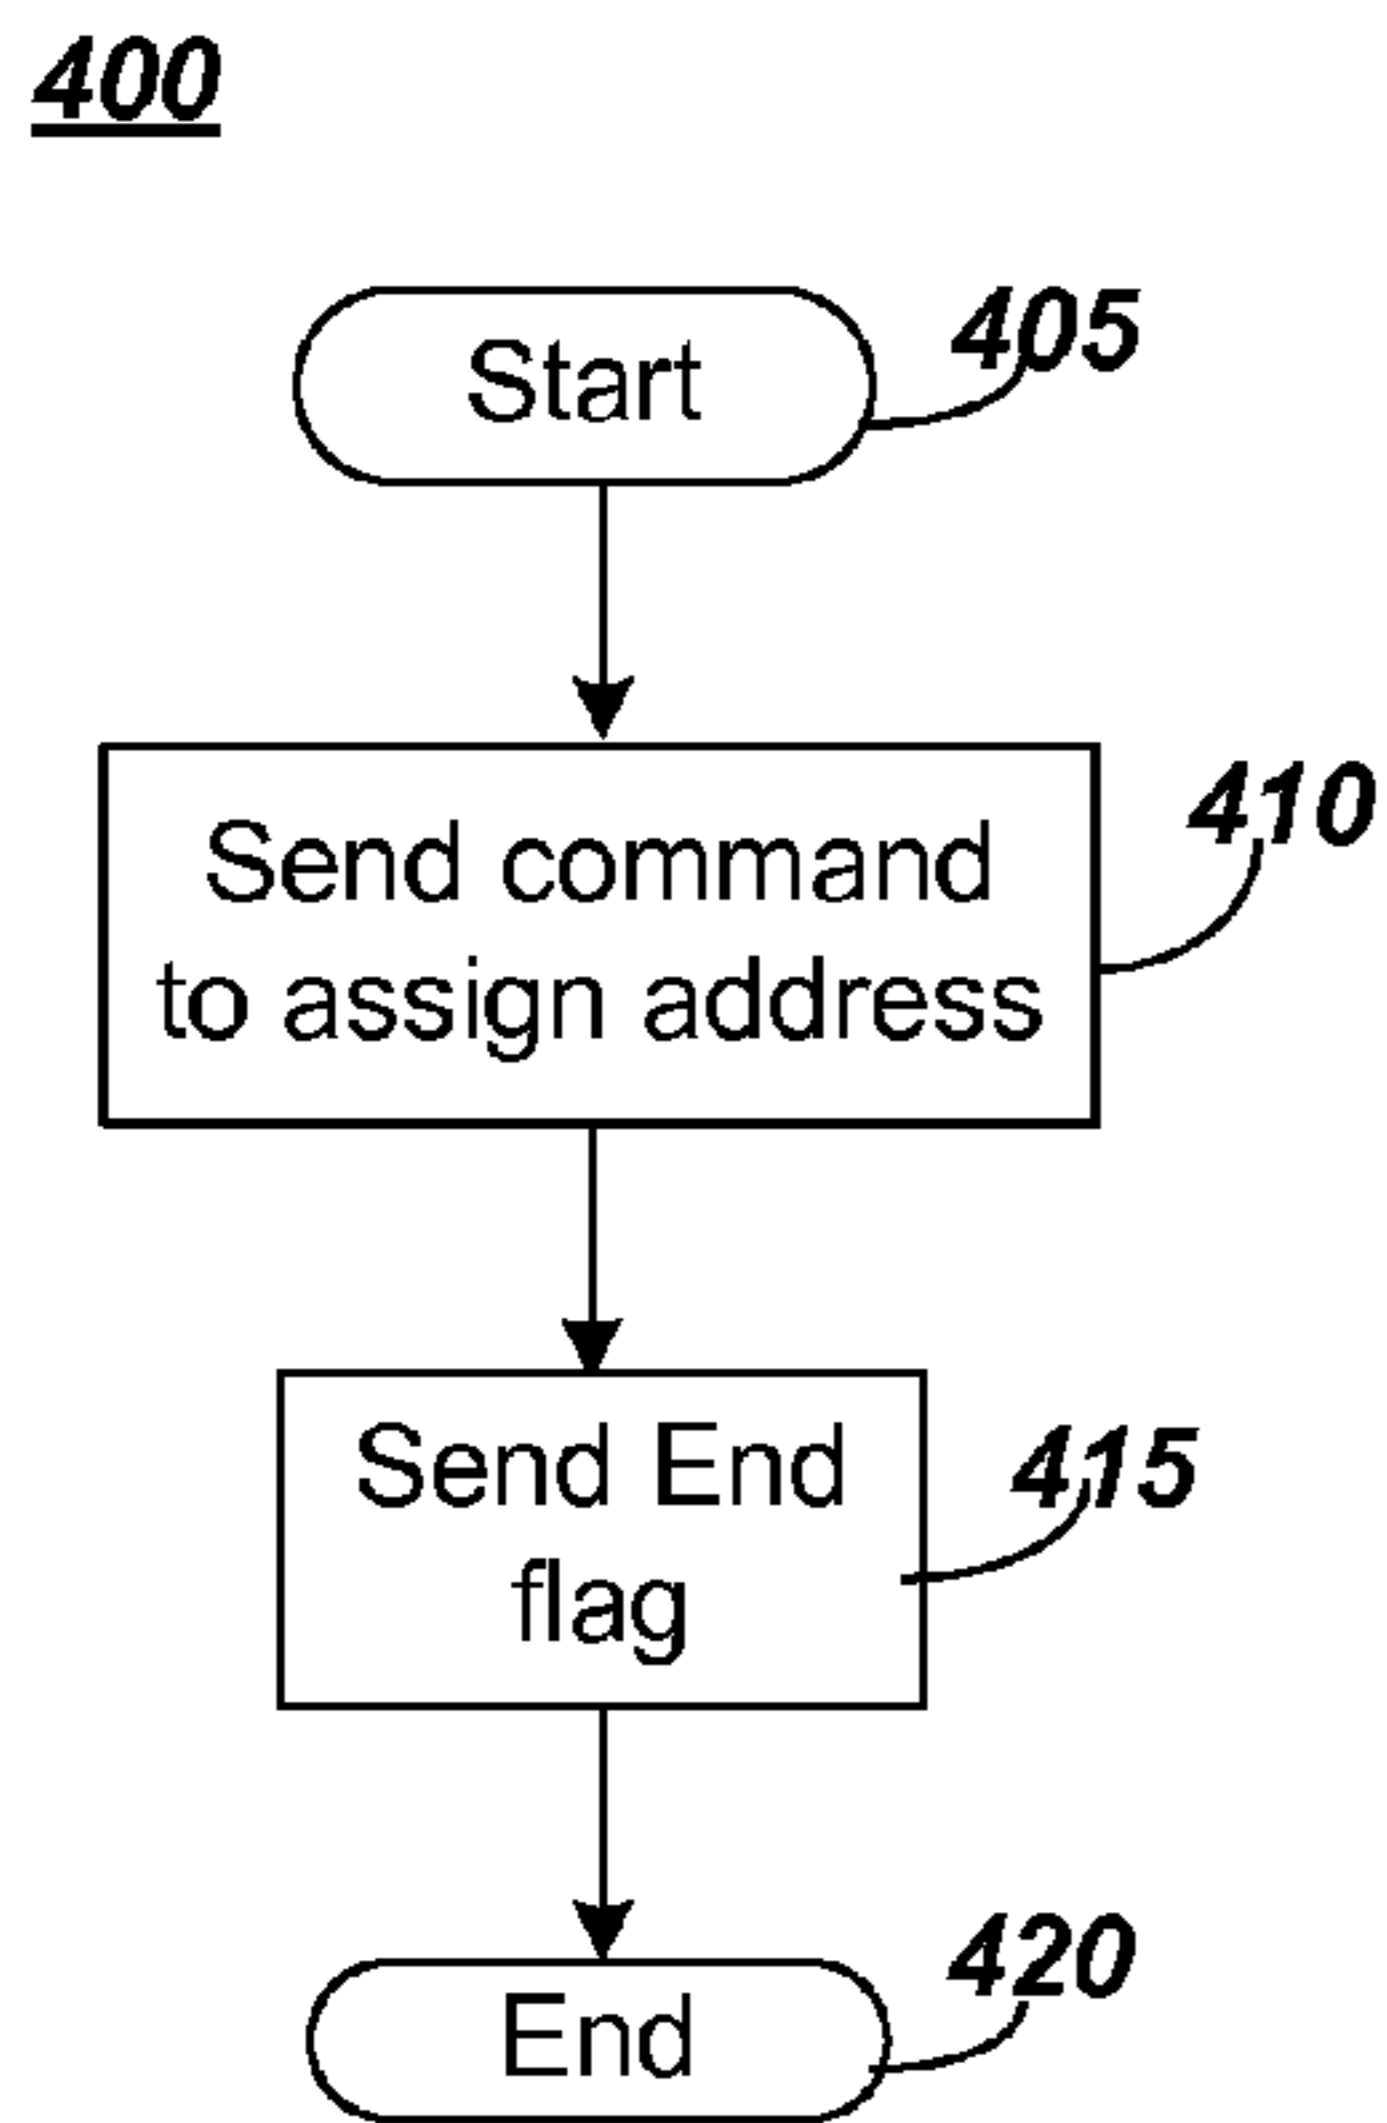 400
Start
405
Send command
to assign address
410
Send End
flag
415
End
420